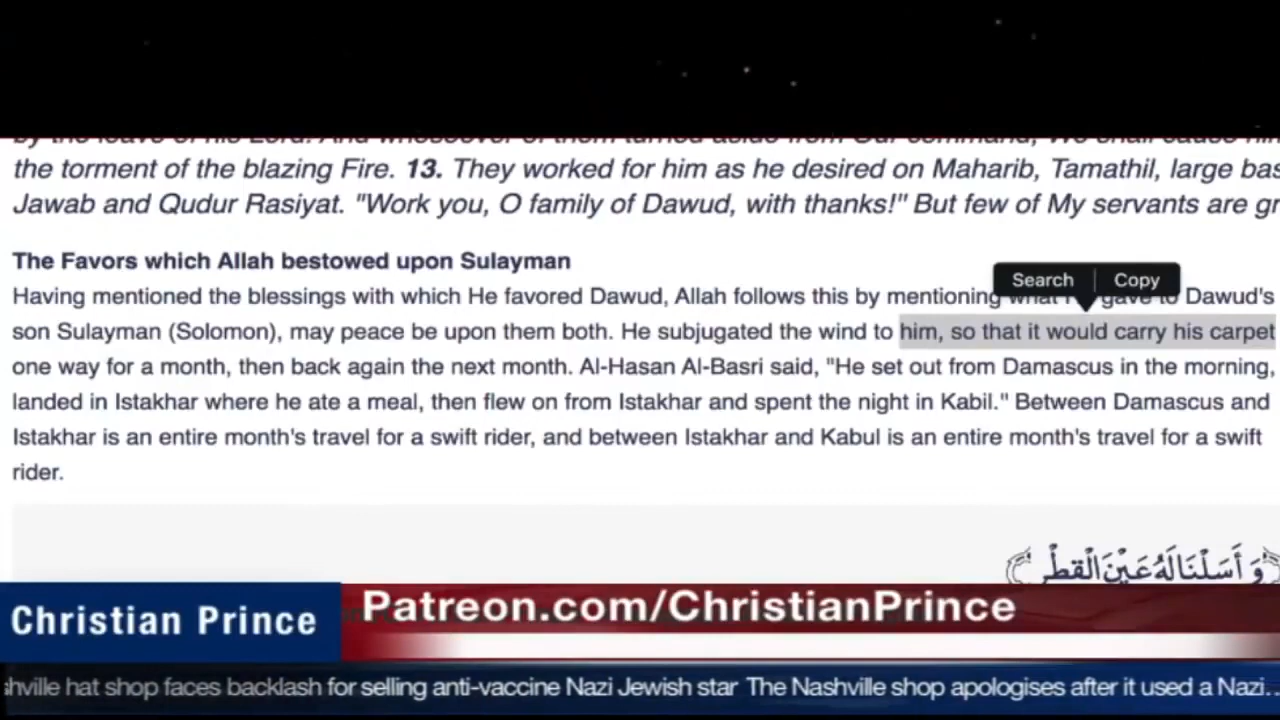 the torment of the blazing Fire. 13. They worked for him as he desired on Maharib, Tamathil, large bas
Jawab and Qudur Rasiyat. "Work you, O family of Dawud, with thanks!" But few of My servants are gr
The Favors which Allah bestowed upon Sulayman
Search Copy
Having mentioned the blessings with which He favored Dawud, Allah follows this by mentioning what gave to Dawud's
son Sulayman (Solomon), may peace be upon them both. He subjugated the wind to him, so that it would carry his carpet
one way for a month, then back again the next month. Al-Hasan Al-Basri said, "He set out from Damascus in the morning,
landed in Istakhar where he ate a meal, then flew on from Istakhar and spent the night in Kabil." Between Damascus and
Istakhar is an entire month's travel for a swift rider, and between Istakhar and Kabul is an entire month's travel for a swift
rider.
وَأَسَلْنَا لَهُ عَيْنَ الْقِطْرِ
Christian Prince
Patreon.com/ChristianPrince
shville hat shop faces backlash for selling anti-vaccine Nazi Jewish star The Nashville shop apologises after it used a Nazi...